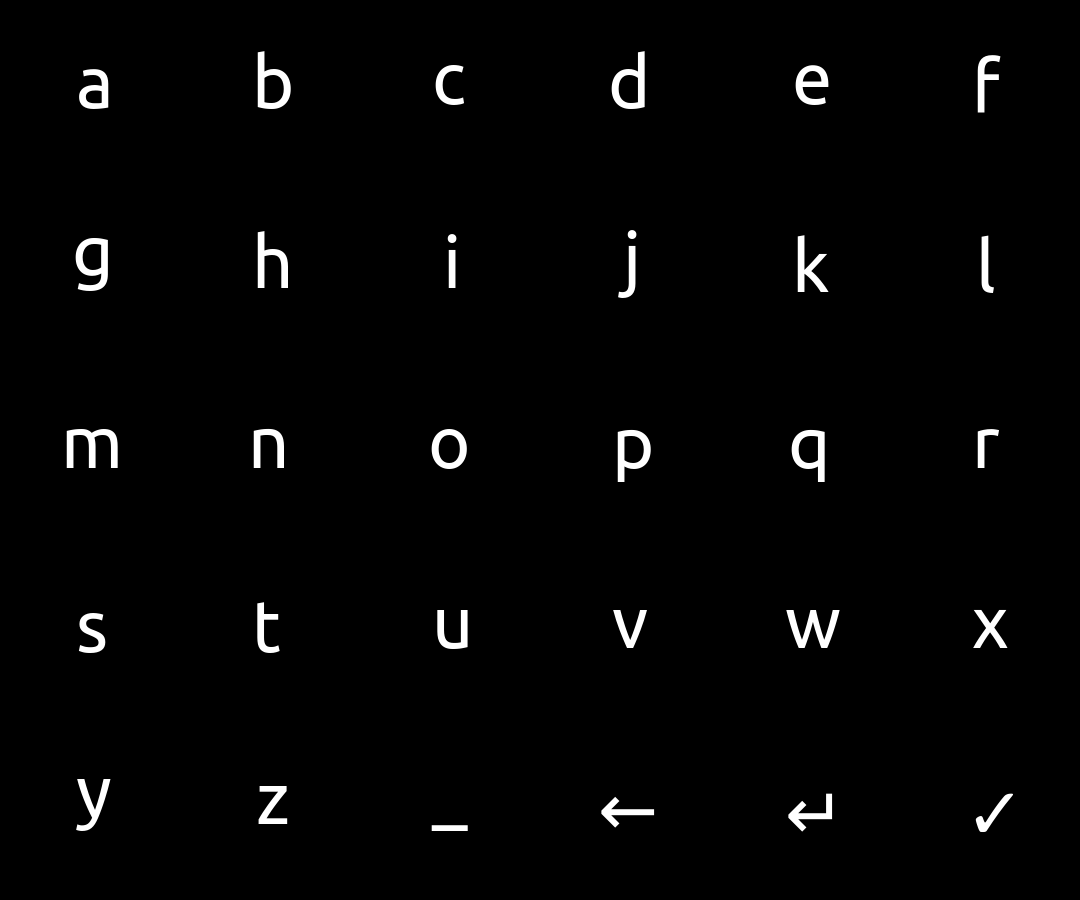 a b c d e f
g h i j k l
m n o p q r
s t u v w x
y z _ ← ↵ ✓